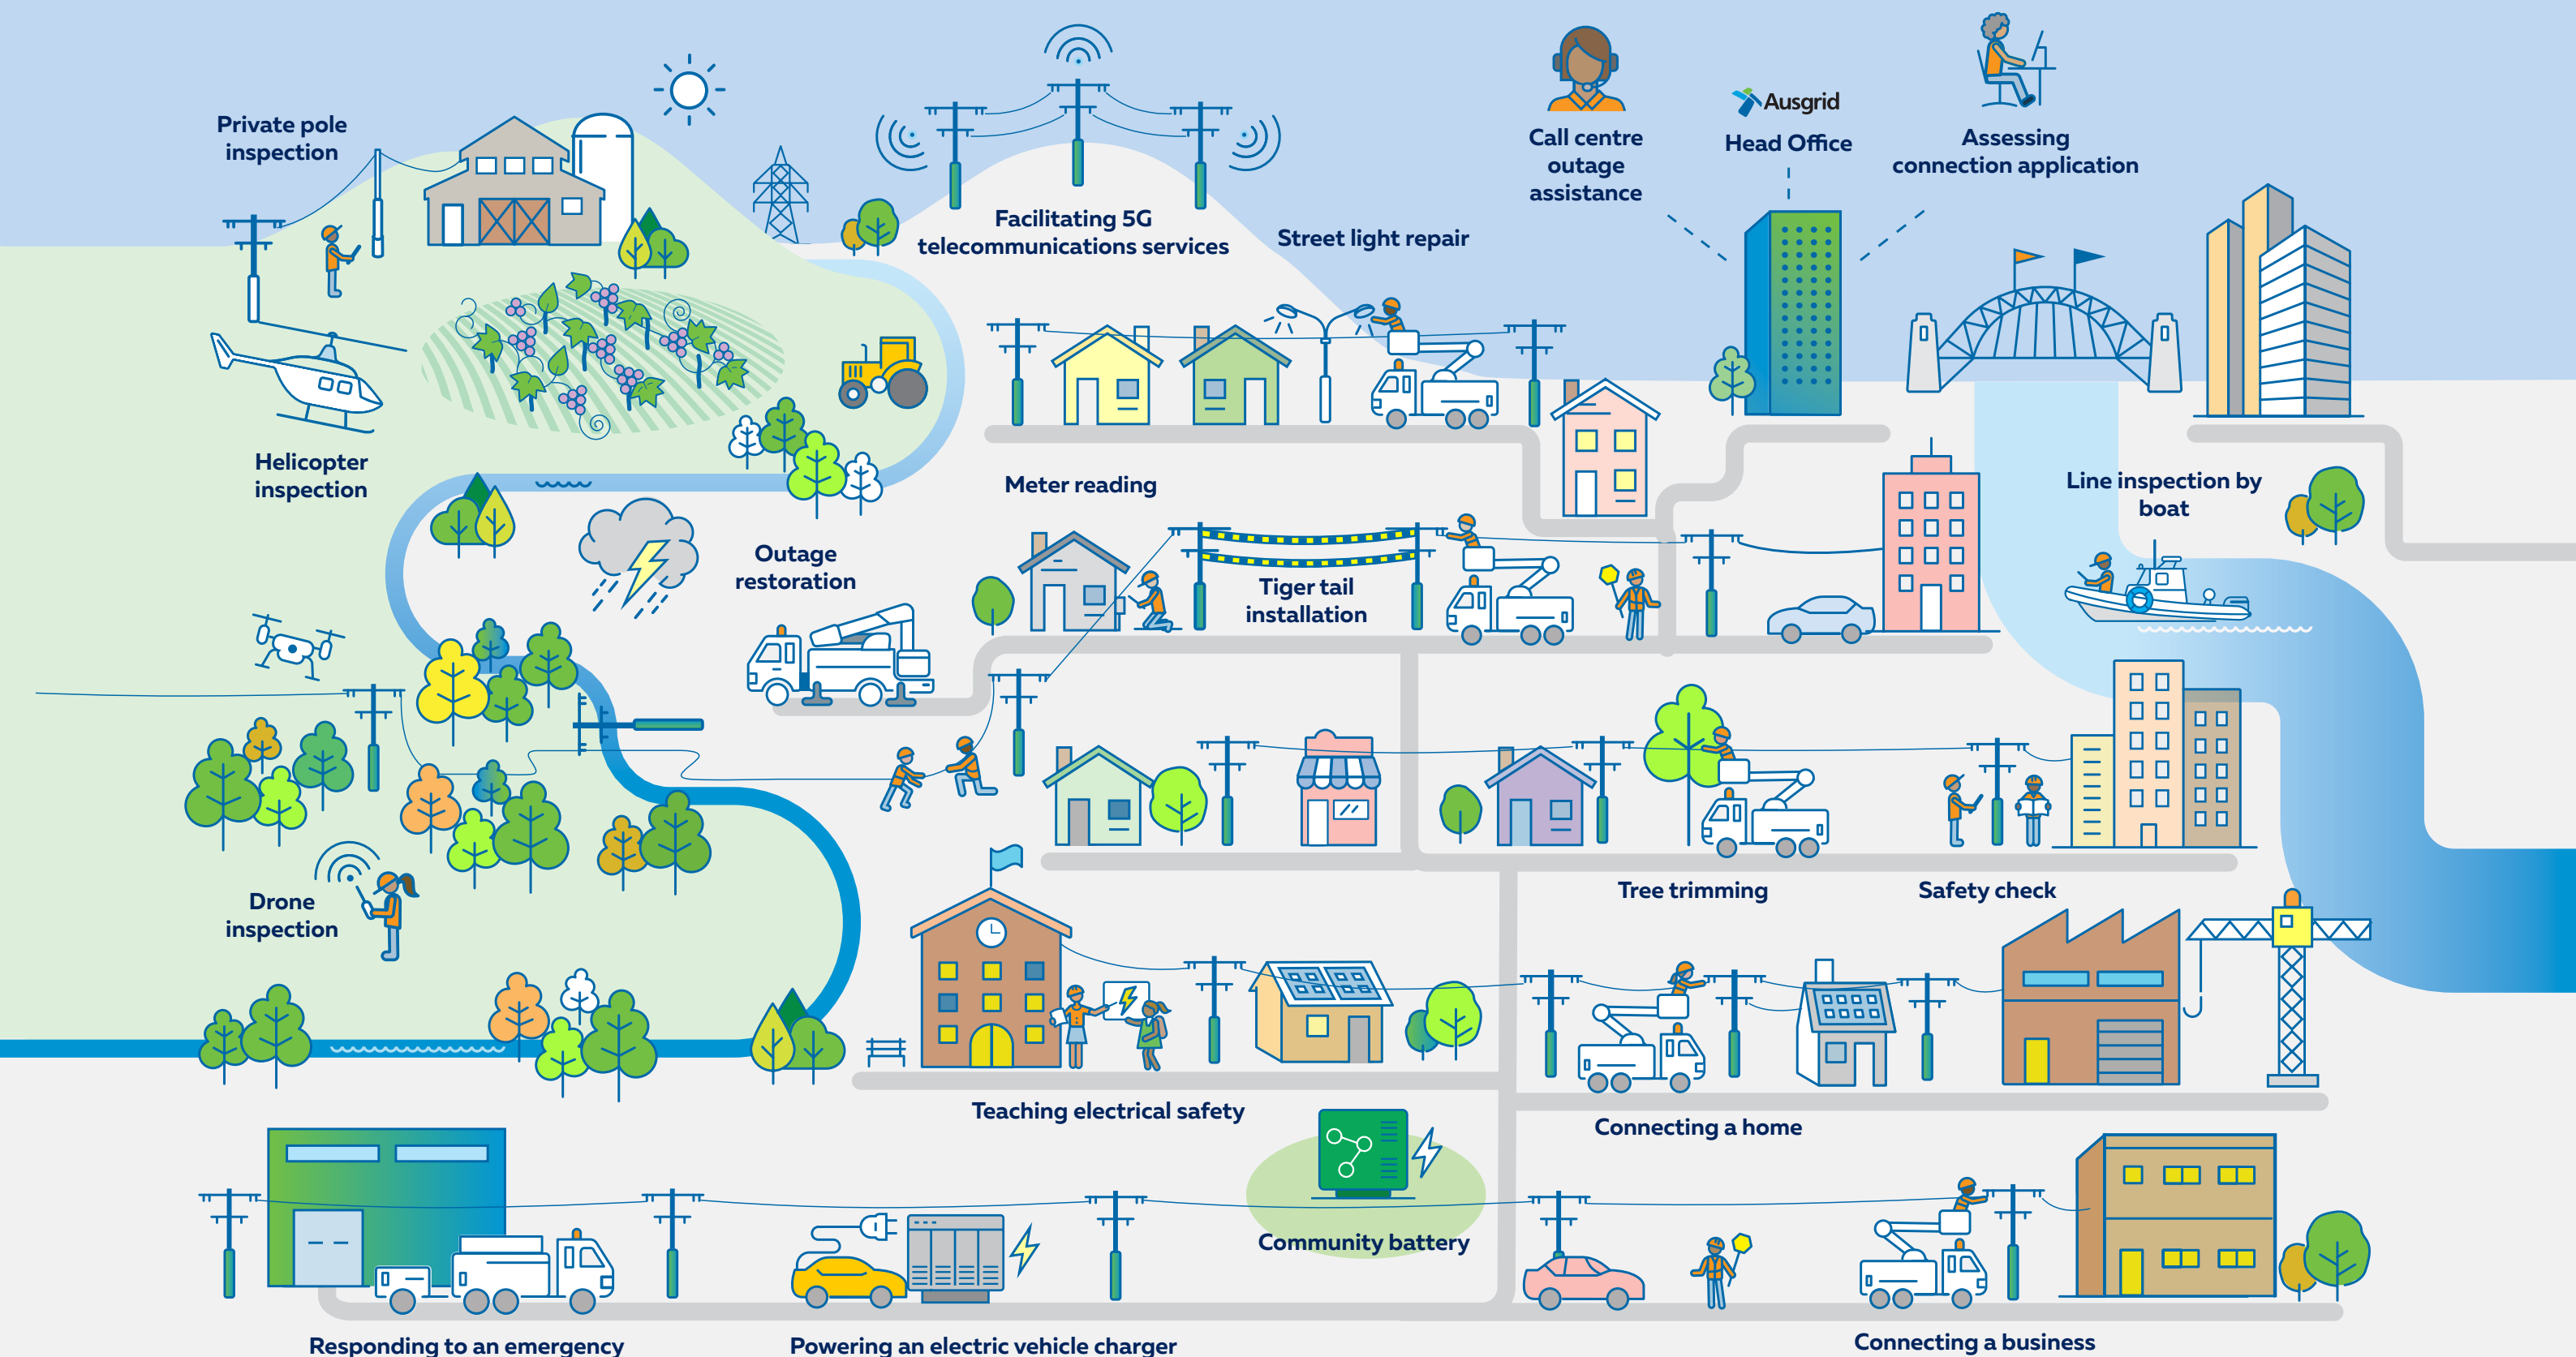 Private pole
inspection
Facilitating 5G
telecommunications services
Street light repair
Call centre
outage
assistance
Ausgrid
Head Office
Assessing
connection application
Helicopter
inspection
Meter reading
Line inspection by
boat
Outage
restoration
Tiger tail
installation
Drone
inspection
Tree trimming
Safety check
Teaching electrical safety
Connecting a home
Community battery
Responding to an emergency
Powering an electric vehicle charger
Connecting a business